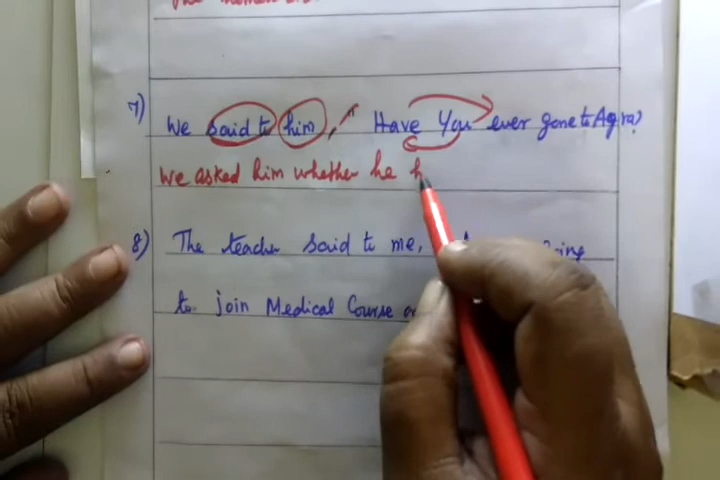 7) We said to him, " Have You ever gone to Agra?
We asked him whether he h
8) The teacher said to me,
to join Medical Course